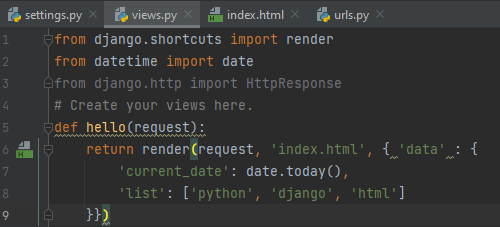 settings.py views.py index.html urls.py
1 from django.shortcuts import render
2 from datetime import date
3 from django.http import HttpResponse
4 # Create your views here.
5 def hello(request):
6 return render(request, 'index.html', { 'data' : {
7 'current_date': date.today(),
8 'list': ['python', 'django', 'html']
9 }})